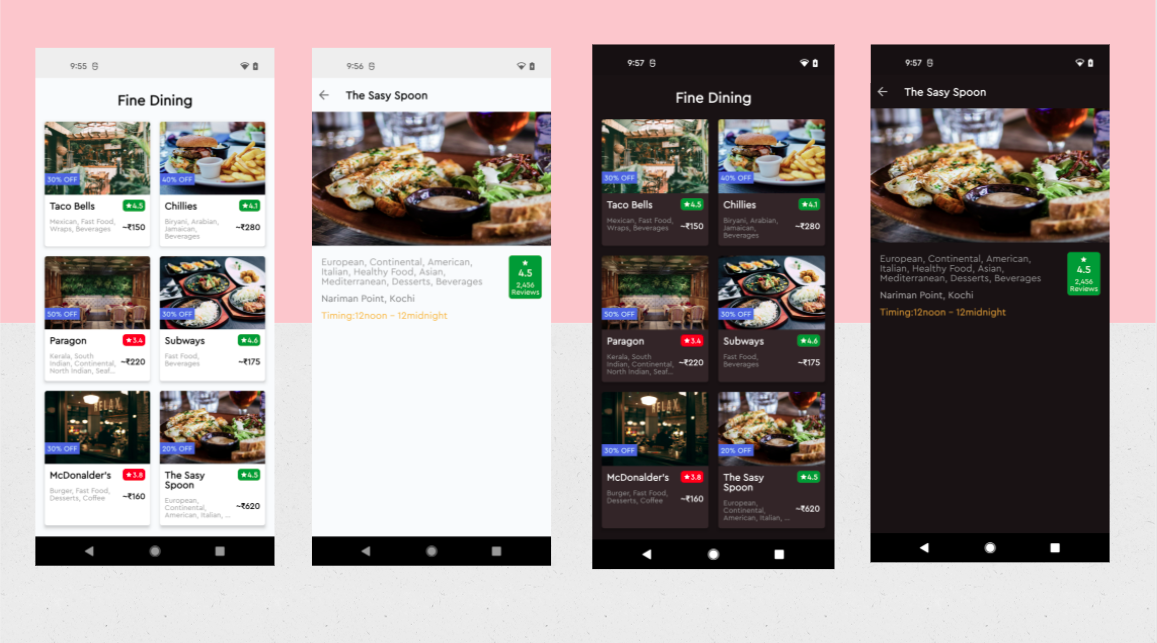 9:55
Fine Dining
30% OFF
40% OFF
Taco Bells
★4.5
Chillies
★4.1
Mexican, Fast Food,
Wraps, Beverages
~₹150
Biryani, Arabian,
Jamaican,
Beverages
~₹280
50% OFF
30% OFF
Paragon
★3.4
Subways
★4.6
Kerala, South
Indian, Continental,
North Indian, Seaf...
~₹220
Fast Food,
Beverages
~₹175
30% OFF
20% OFF
McDonalder's
★3.8
The Sasy
Spoon
★4.5
Burger, Fast Food,
Desserts, Coffee
~₹160
European,
Continental,
American, Italian, ...
~₹620
9:56
The Sasy Spoon
European, Continental, American,
Italian, Healthy Food, Asian,
Mediterranean, Desserts, Beverages
★
4.5
2,456
Reviews
Nariman Point, Kochi
Timing:12noon - 12midnight
9:57
Fine Dining
30% OFF
40% OFF
Taco Bells
★4.5
Chillies
★4.1
Mexican, Fast Food,
Wraps, Beverages
~₹150
Biryani, Arabian,
Jamaican,
Beverages
~₹280
50% OFF
30% OFF
Paragon
★3.4
Subways
★4.6
Kerala, South
Indian, Continental,
North Indian, Seaf...
~₹220
Fast Food,
Beverages
~₹175
30% OFF
20% OFF
McDonalder's
★3.8
The Sasy
Spoon
★4.5
Burger, Fast Food,
Desserts, Coffee
~₹160
European,
Continental,
American, Italian, ...
~₹620
9:57
The Sasy Spoon
European, Continental, American,
Italian, Healthy Food, Asian,
Mediterranean, Desserts, Beverages
★
4.5
2,456
Reviews
Nariman Point, Kochi
Timing:12noon - 12midnight